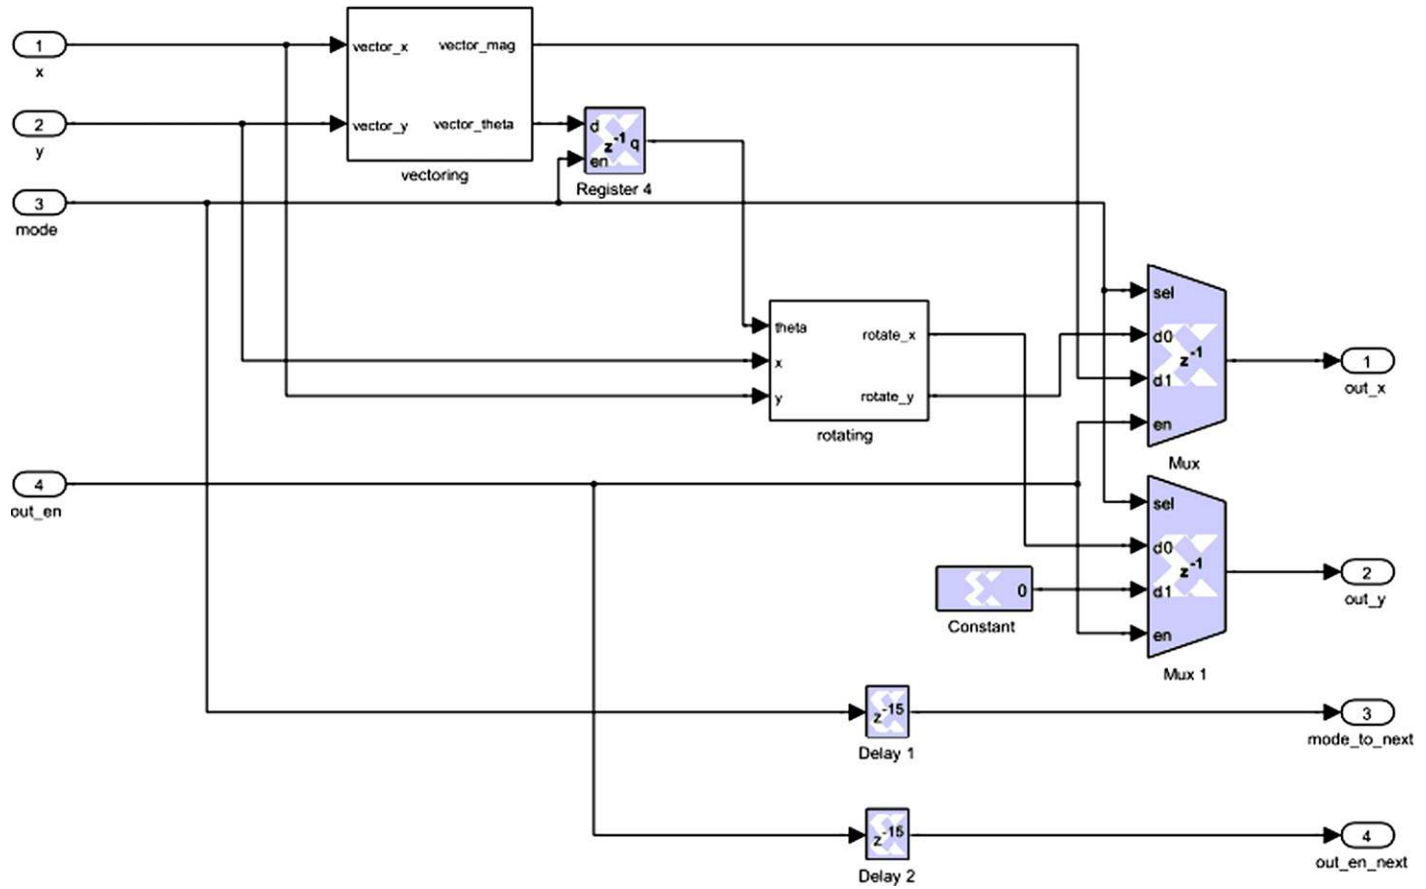 1
x
2
y
3
mode
4
out_en
vector_x
vector_mag
vector_y
vector_theta
vectoring
d
z-1
q
en
Register 4
theta
rotate_x
x
y
rotate_y
rotating
sel
d0
z-1
d1
en
Mux
1
out_x
sel
d0
z-1
d1
en
Mux 1
0
Constant
2
out_y
z-15
Delay 1
3
mode_to_next
z-15
Delay 2
4
out_en_next